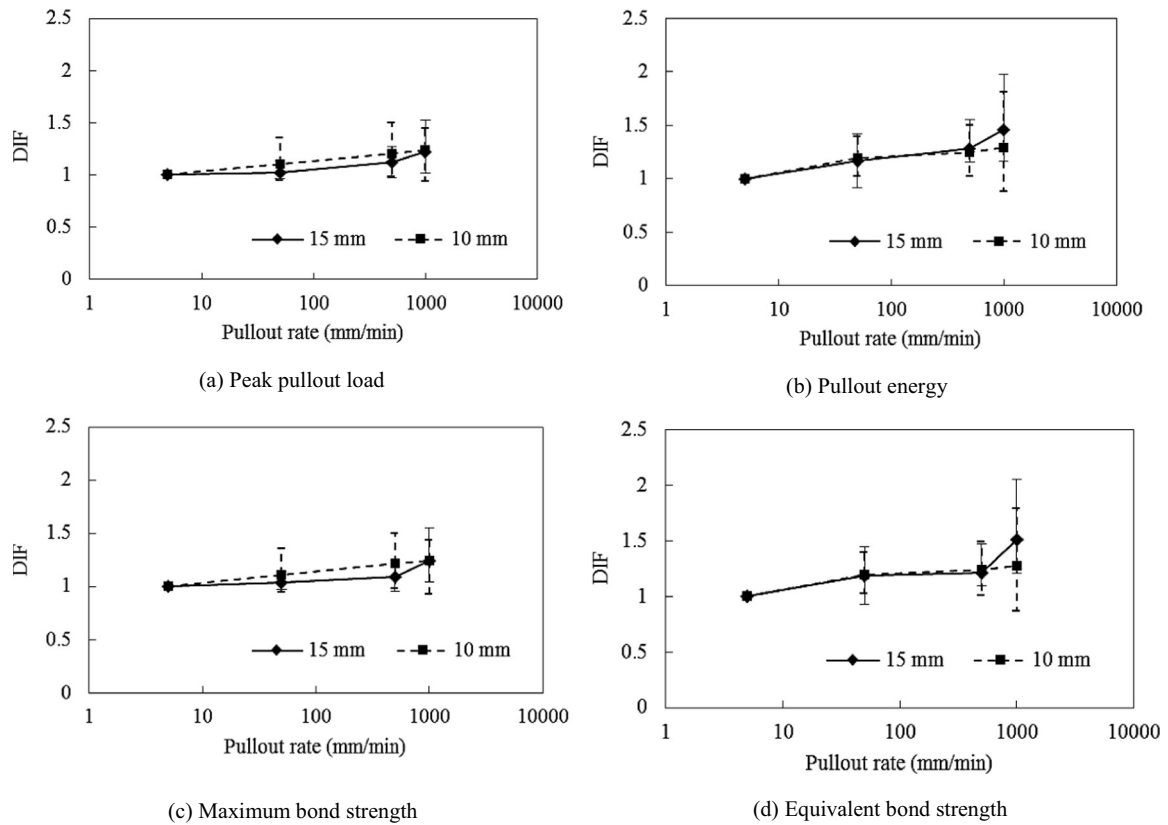 2.5
2
1.5
1
0.5
0
DIF
15 mm
10 mm
1
10
100
1000
10000
Pullout rate (mm/min)
(a) Peak pullout load
2.5
2
1.5
1
0.5
0
DIF
15 mm
10 mm
1
10
100
1000
10000
Pullout rate (mm/min)
(b) Pullout energy
2.5
2
1.5
1
0.5
0
DIF
15 mm
10 mm
1
10
100
1000
10000
Pullout rate (mm/min)
(c) Maximum bond strength
2.5
2
1.5
1
0.5
0
DIF
15 mm
10 mm
1
10
100
1000
10000
Pullout rate (mm/min)
(d) Equivalent bond strength